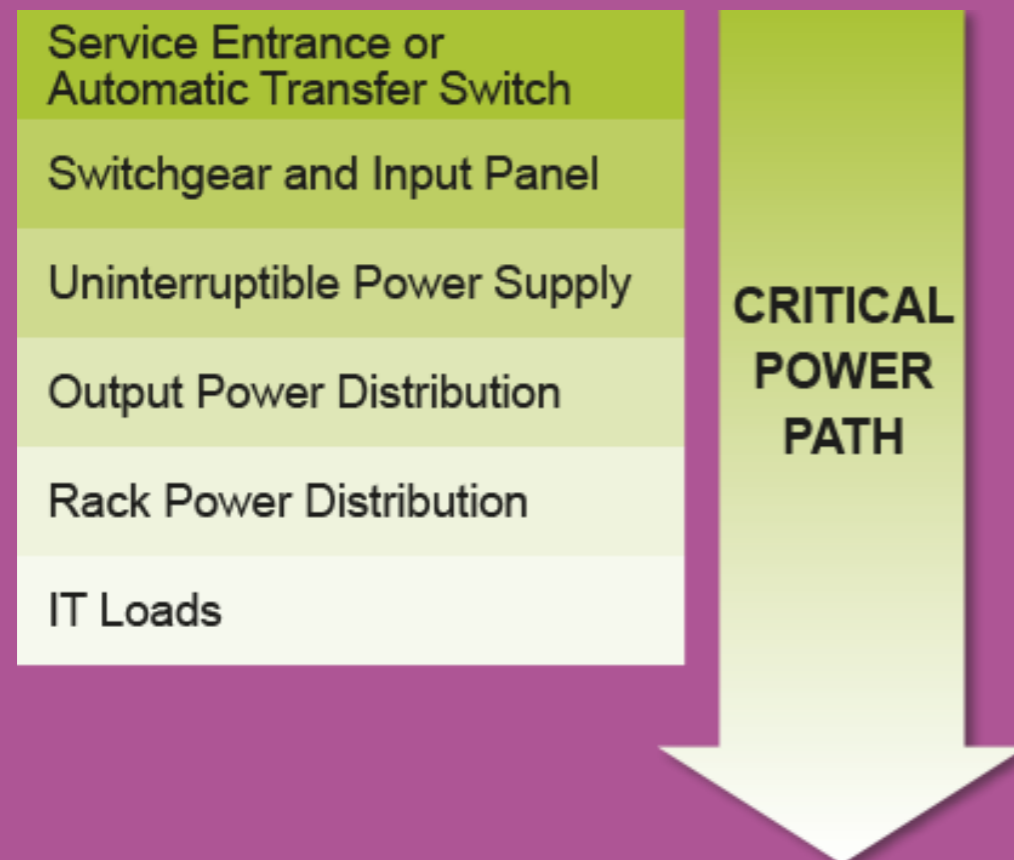 Service Entrance or
Automatic Transfer Switch
Switchgear and Input Panel
Uninterruptible Power Supply
Output Power Distribution
Rack Power Distribution
IT Loads
CRITICAL
POWER
PATH